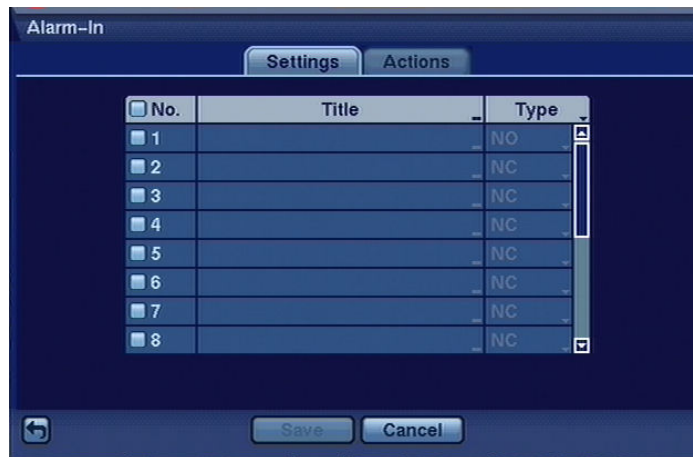 Alarm-In
Settings Actions
No. Title Type
1 NO
2 NC
3 NC
4 NC
5 NC
6 NC
7 NC
8 NC
Save Cancel